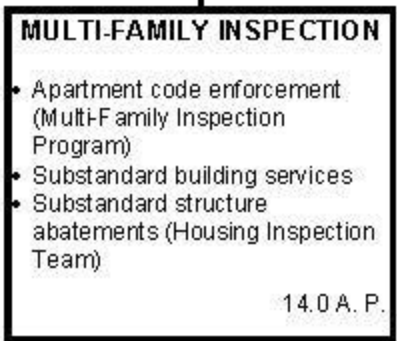 MULTI-FAMILY INSPECTION
• Apartment code enforcement
(Multi-Family Inspection
Program)
• Substandard building services
• Substandard structure
abatements (Housing Inspection
Team)
14.0 A. P.